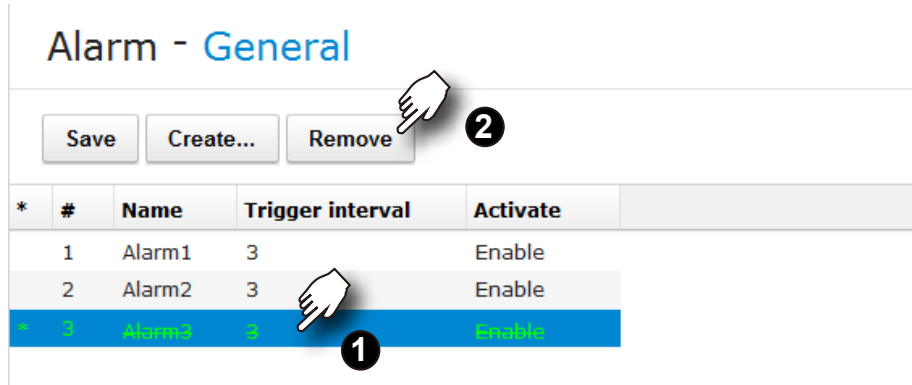 Alarm - General
Save Create... Remove 2
* # Name Trigger interval Activate
1 Alarm1 3 Enable
2 Alarm2 3 Enable
* 3 Alarm3 3 Enable
1